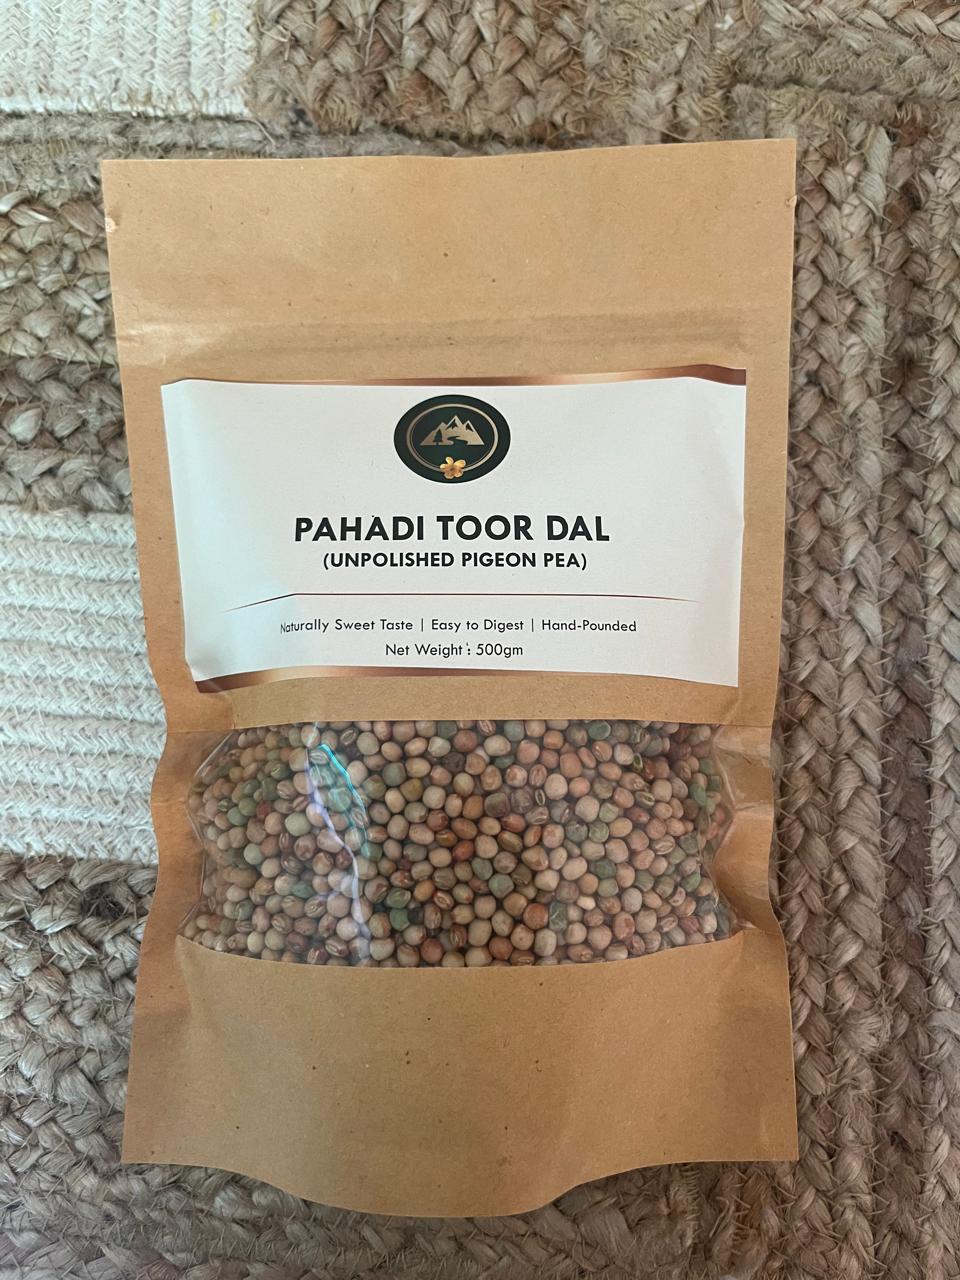 PAHADI TOOR DAL
(UNPOLISHED PIGEON PEA)
Naturally Sweet Taste | Easy to Digest | Hand-Pounded
Net Weight : 500gm